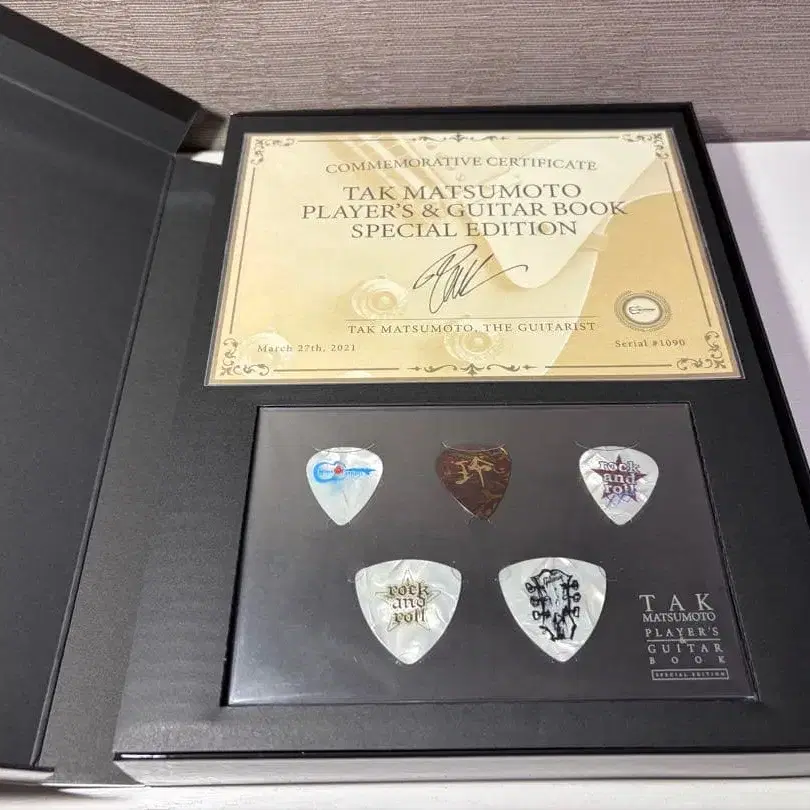 COMMEMORATIVE CERTIFICATE
TAK MATSUMOTO
PLAYER'S & GUITAR BOOK
SPECIAL EDITION
TAK MATSUMOTO, THE GUITARIST
March 27th, 2021
Serial #1090
rock
and
roll
rock
and
roll
TAK
MATSUMOTO
PLAYER'S
&
GUITAR
BOOK
SPECIAL EDITION